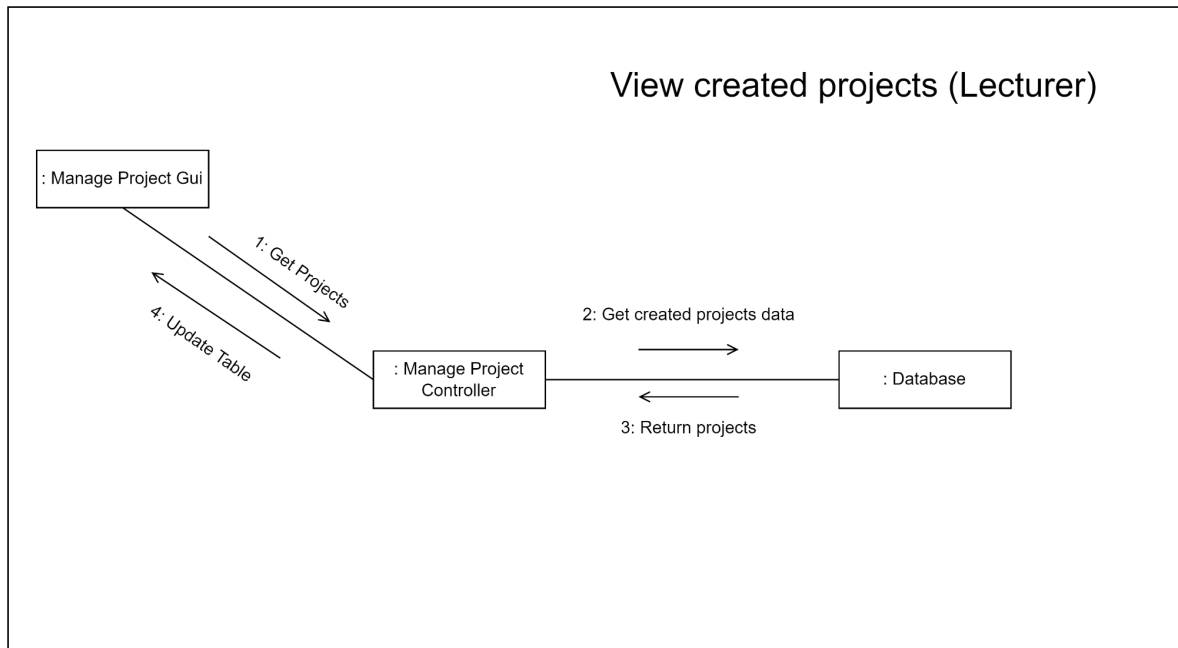 View created projects (Lecturer)
: Manage Project Gui
1: Get Projects
4: Update Table
2: Get created projects data
: Manage Project
Controller
: Database
3: Return projects